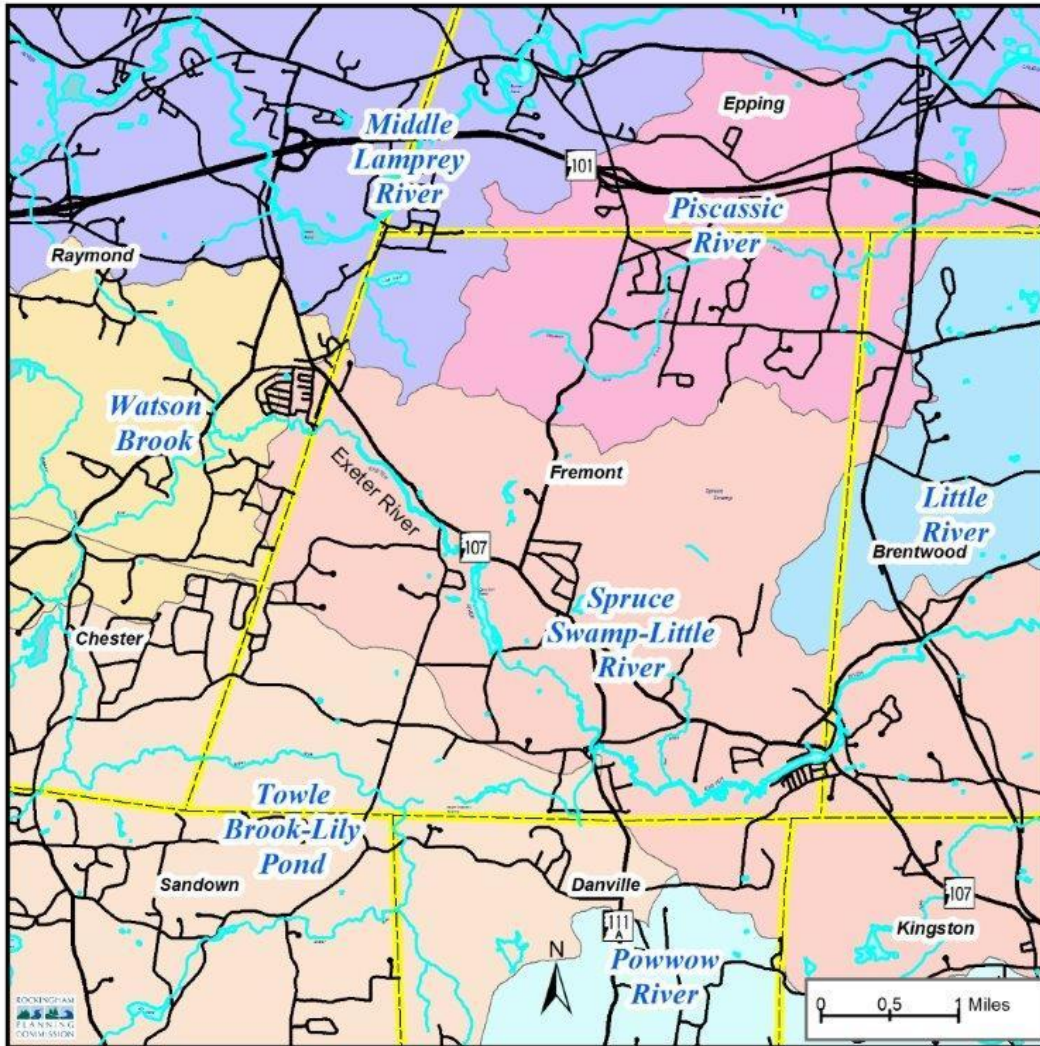 Epping
Middle
Lamprey
River
101
Piscassic
River
Raymond
Watson
Brook
Exeter River
Fremont
Spruce
Swamp
Little
River
Brentwood
107
Spruce
Swamp-Little
River
Chester
Towle
Brook-Lily
Pond
Sandown
Danville
107
Kingston
111
A
N
Powwow
River
0 0.5 1 Miles
ROCKINGHAM
PLANNING
COMMISSION